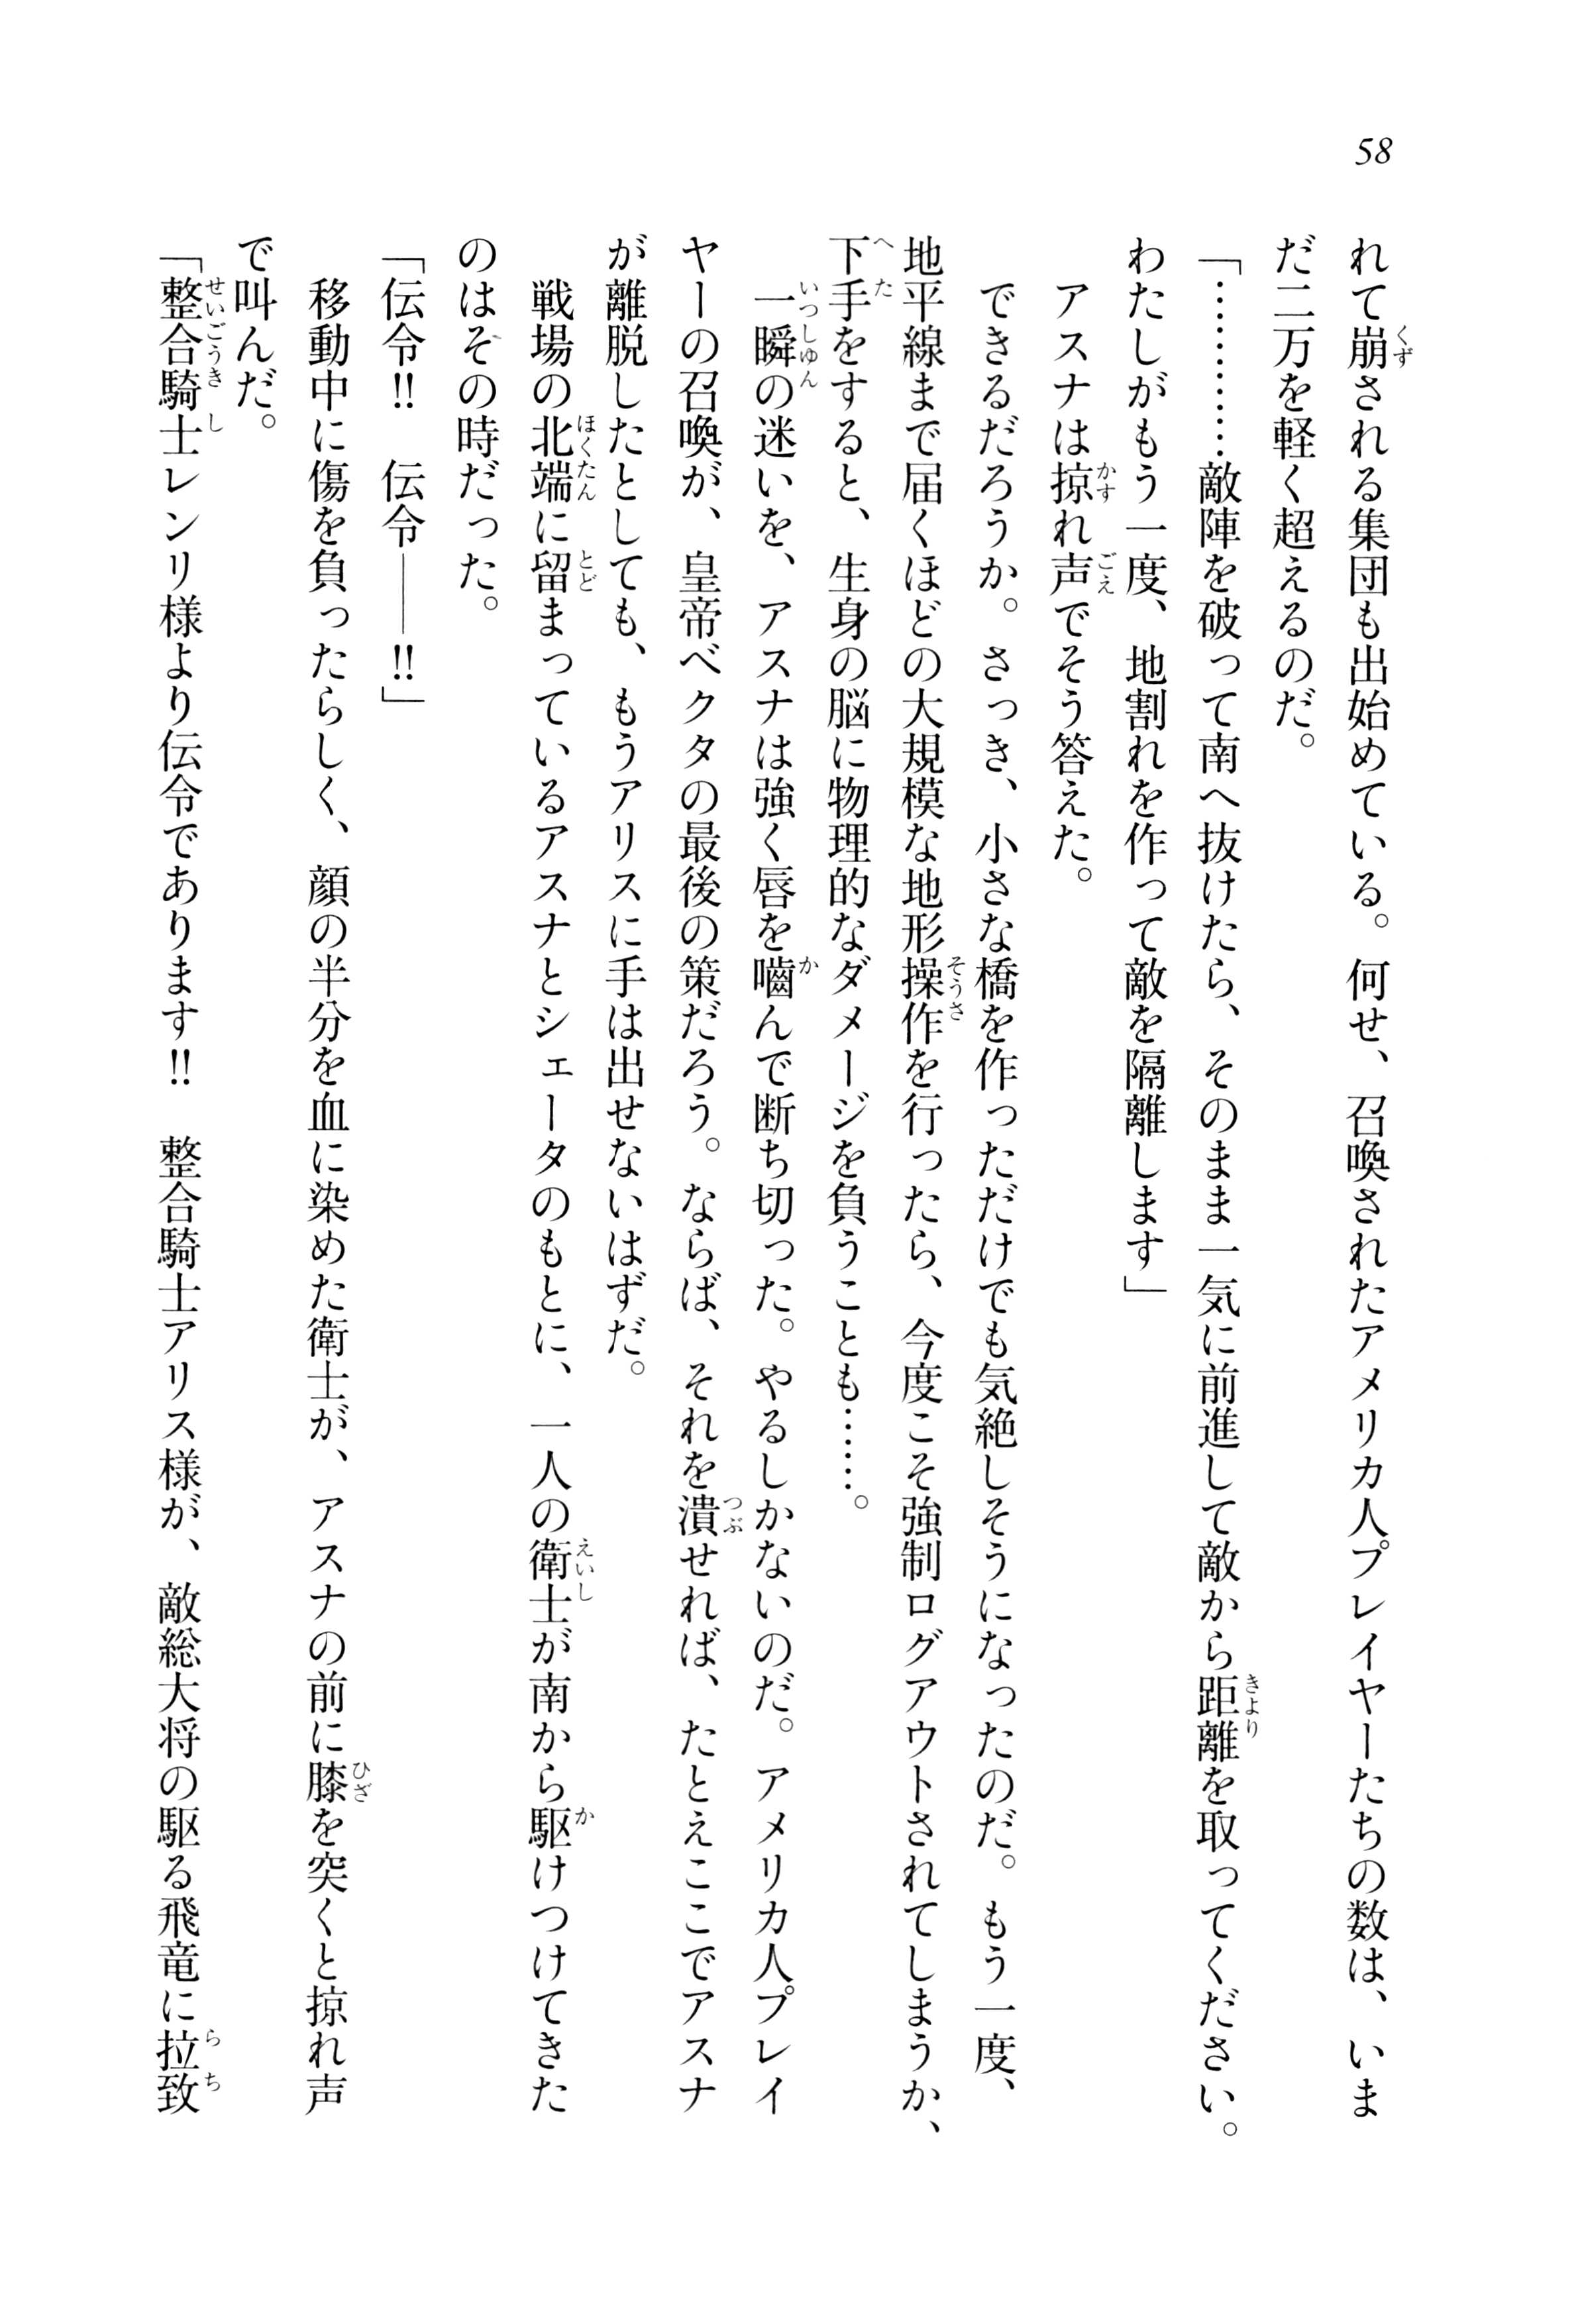 58
れて崩される集団も出始めている。何せ、召喚されたアメリカ人プレイヤーたちの数は、いま
だ二万を軽く超えるのだ。
「…………敵陣を破って南へ抜けたら、そのまま一気に前進して敵から距離を取ってください。
わたしがもう一度、地割れを作って敵を隔離します」
アスナは掠れ声でそう答えた。
できるだろうか。さっき、小さな橋を作っただけでも気絶しそうになったのだ。もう一度、
地平線まで届くほどの大規模な地形操作を行ったら、今度こそ強制ログアウトされてしまうか、
下手をすると、生身の脳に物理的なダメージを負うことも……。
一瞬の迷いを、アスナは強く唇を嚙んで断ち切った。やるしかないのだ。アメリカ人プレイ
ヤーの召喚が、皇帝ベクタの最後の策だろう。ならば、それを潰せれば、たとえここでアスナ
が離脱したとしても、もうアリスに手は出せないはずだ。
戦場の北端に留まっているアスナとシェータのもとに、一人の衛士が南から駆けつけてきた
のはその時だった。
「伝令‼　伝令――‼」
移動中に傷を負ったらしく、顔の半分を血に染めた衛士が、アスナの前に膝を突くと掠れ声
で叫んだ。
「整合騎士レンリ様より伝令であります‼　整合騎士アリス様が、敵総大将の駆る飛竜に拉致